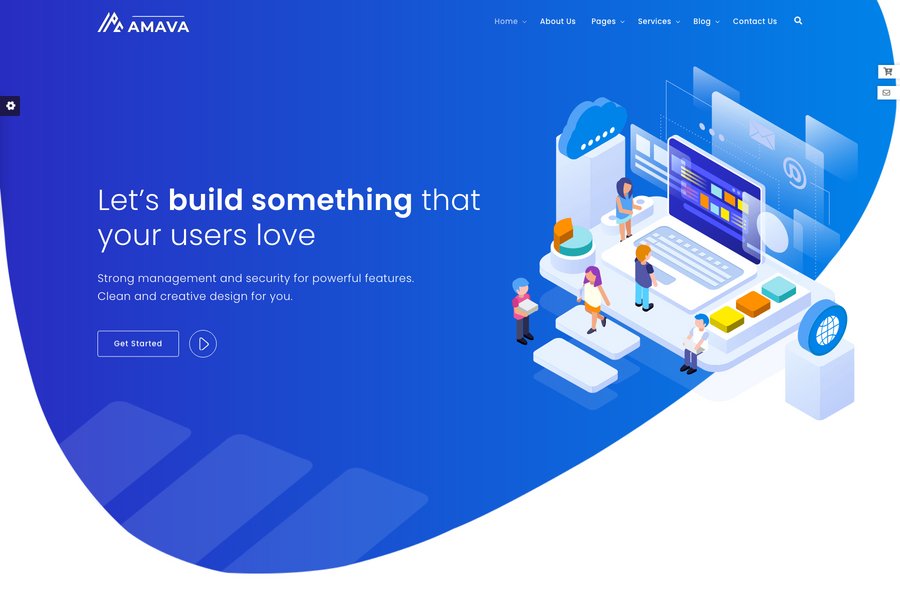 AMAVA
Home
About Us
Pages
Services
Blog
Contact Us
Let's build something that
your users love
Strong management and security for powerful features.
Clean and creative design for you.
Get Started